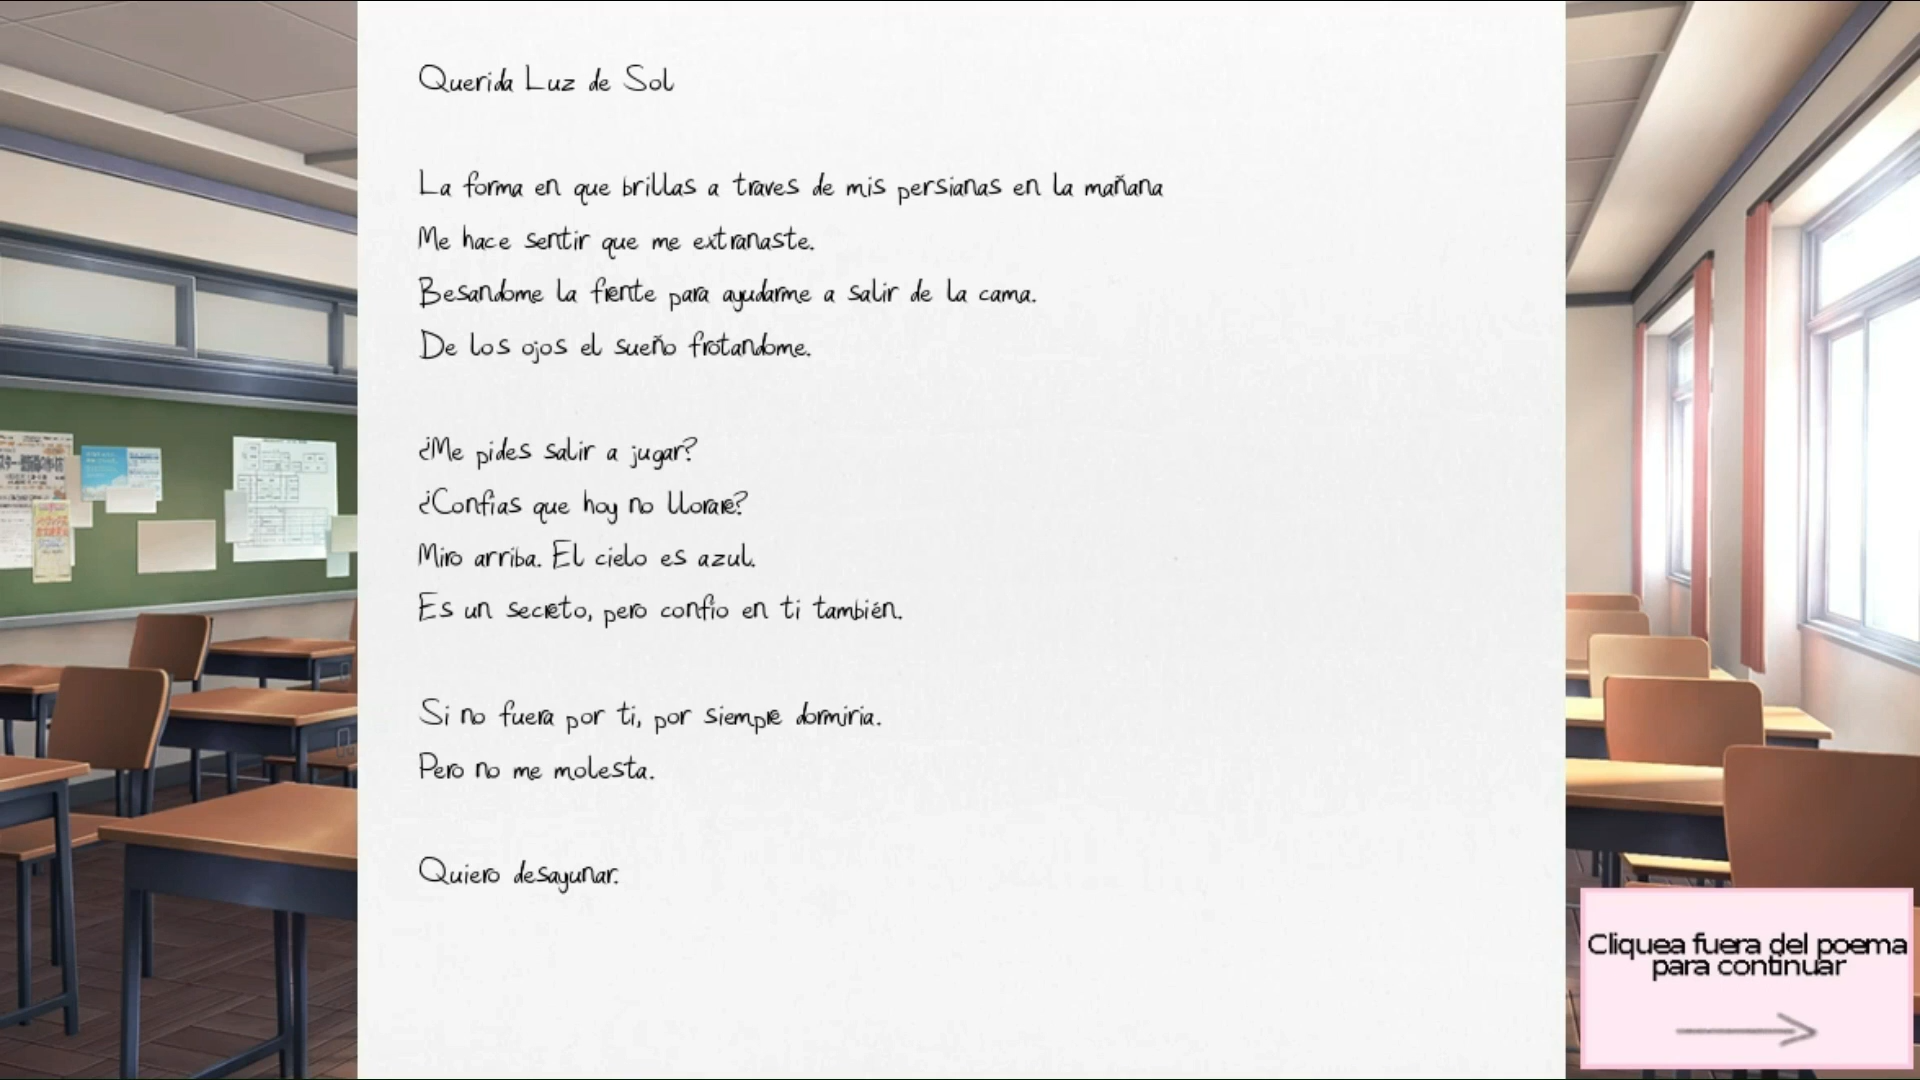 Querida Luz de Sol
La forma en que brillas a traves de mis persianas en la mañana
Me hace sentir que me extranaste.
Besandome la frente para ayudarme a salir de la cama.
De los ojos el sueño frotandome.
¿Me pides salir a jugar?
¿Confias que hoy no llorare?
Miro arriba. El cielo es azul.
Es un secreto, pero confio en ti también.
Si no fuera por ti, por siempre dormiria.
Pero no me molesta.
Quiero desayunar.
Cliquea fuera del poema
para continuar